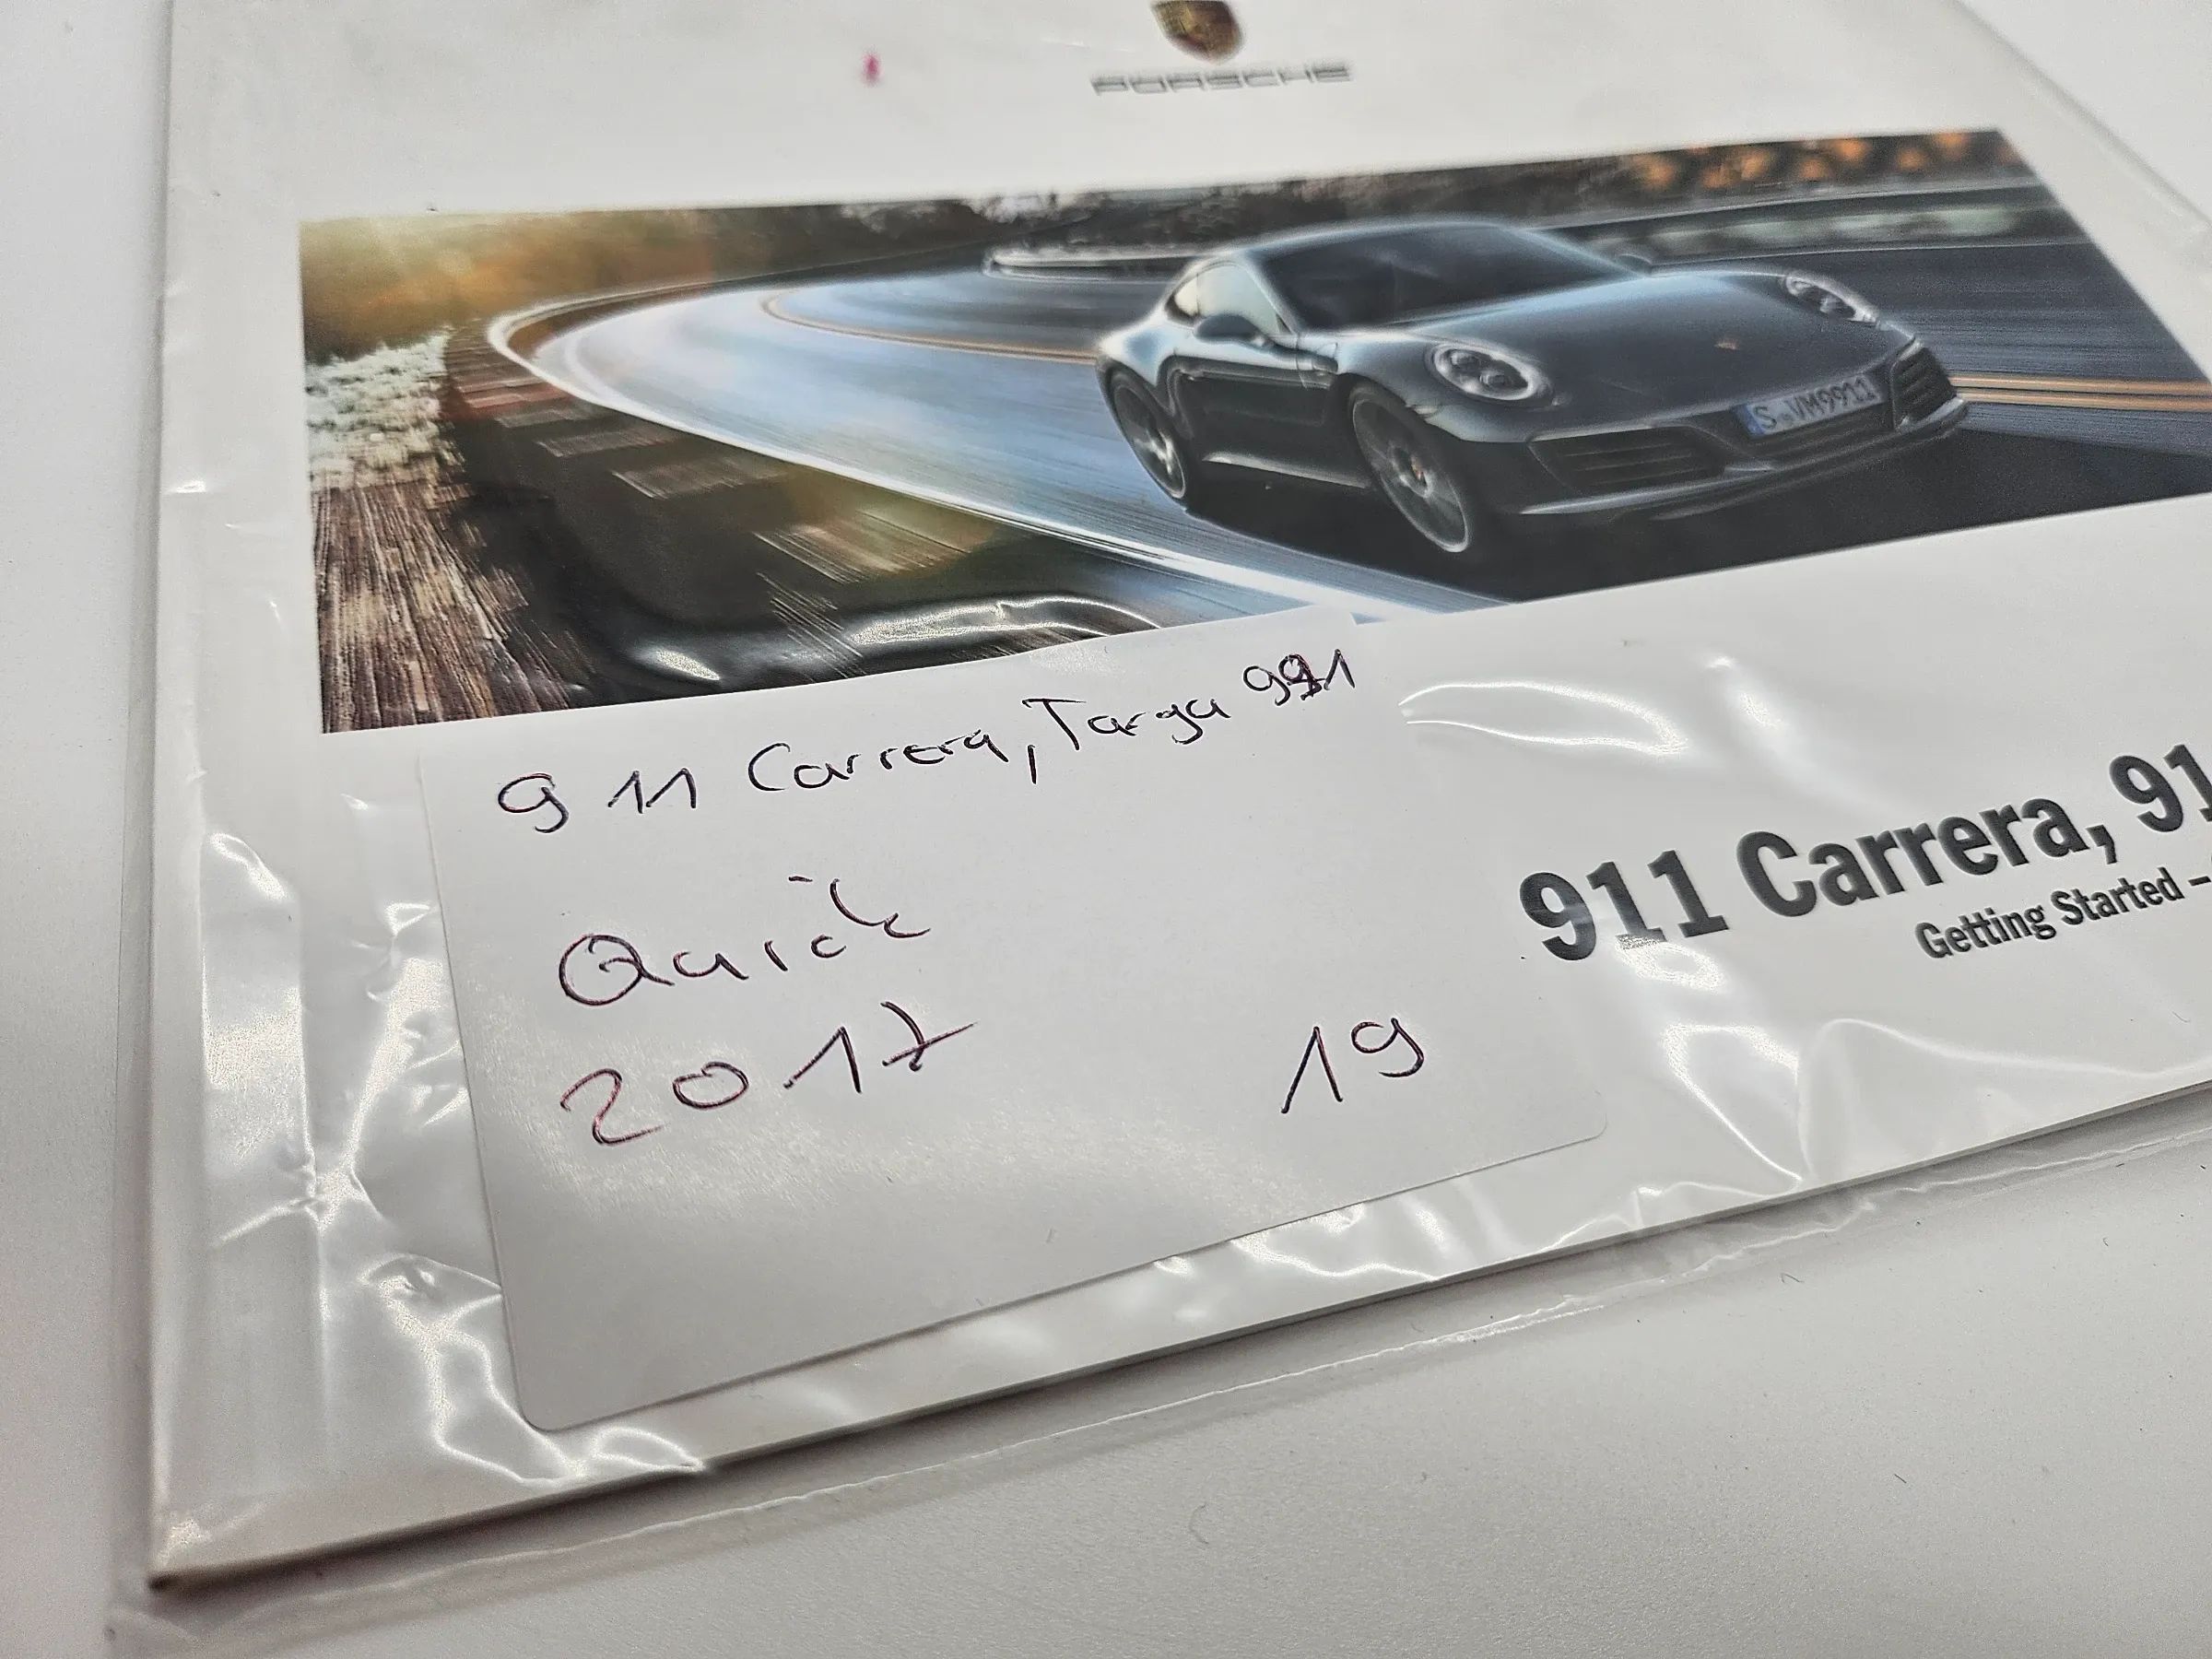 PORSCHE
S VM9911
911 Carrera, Targa 991
Quick
2017 19
911 Carrera, 91
Getting Started –